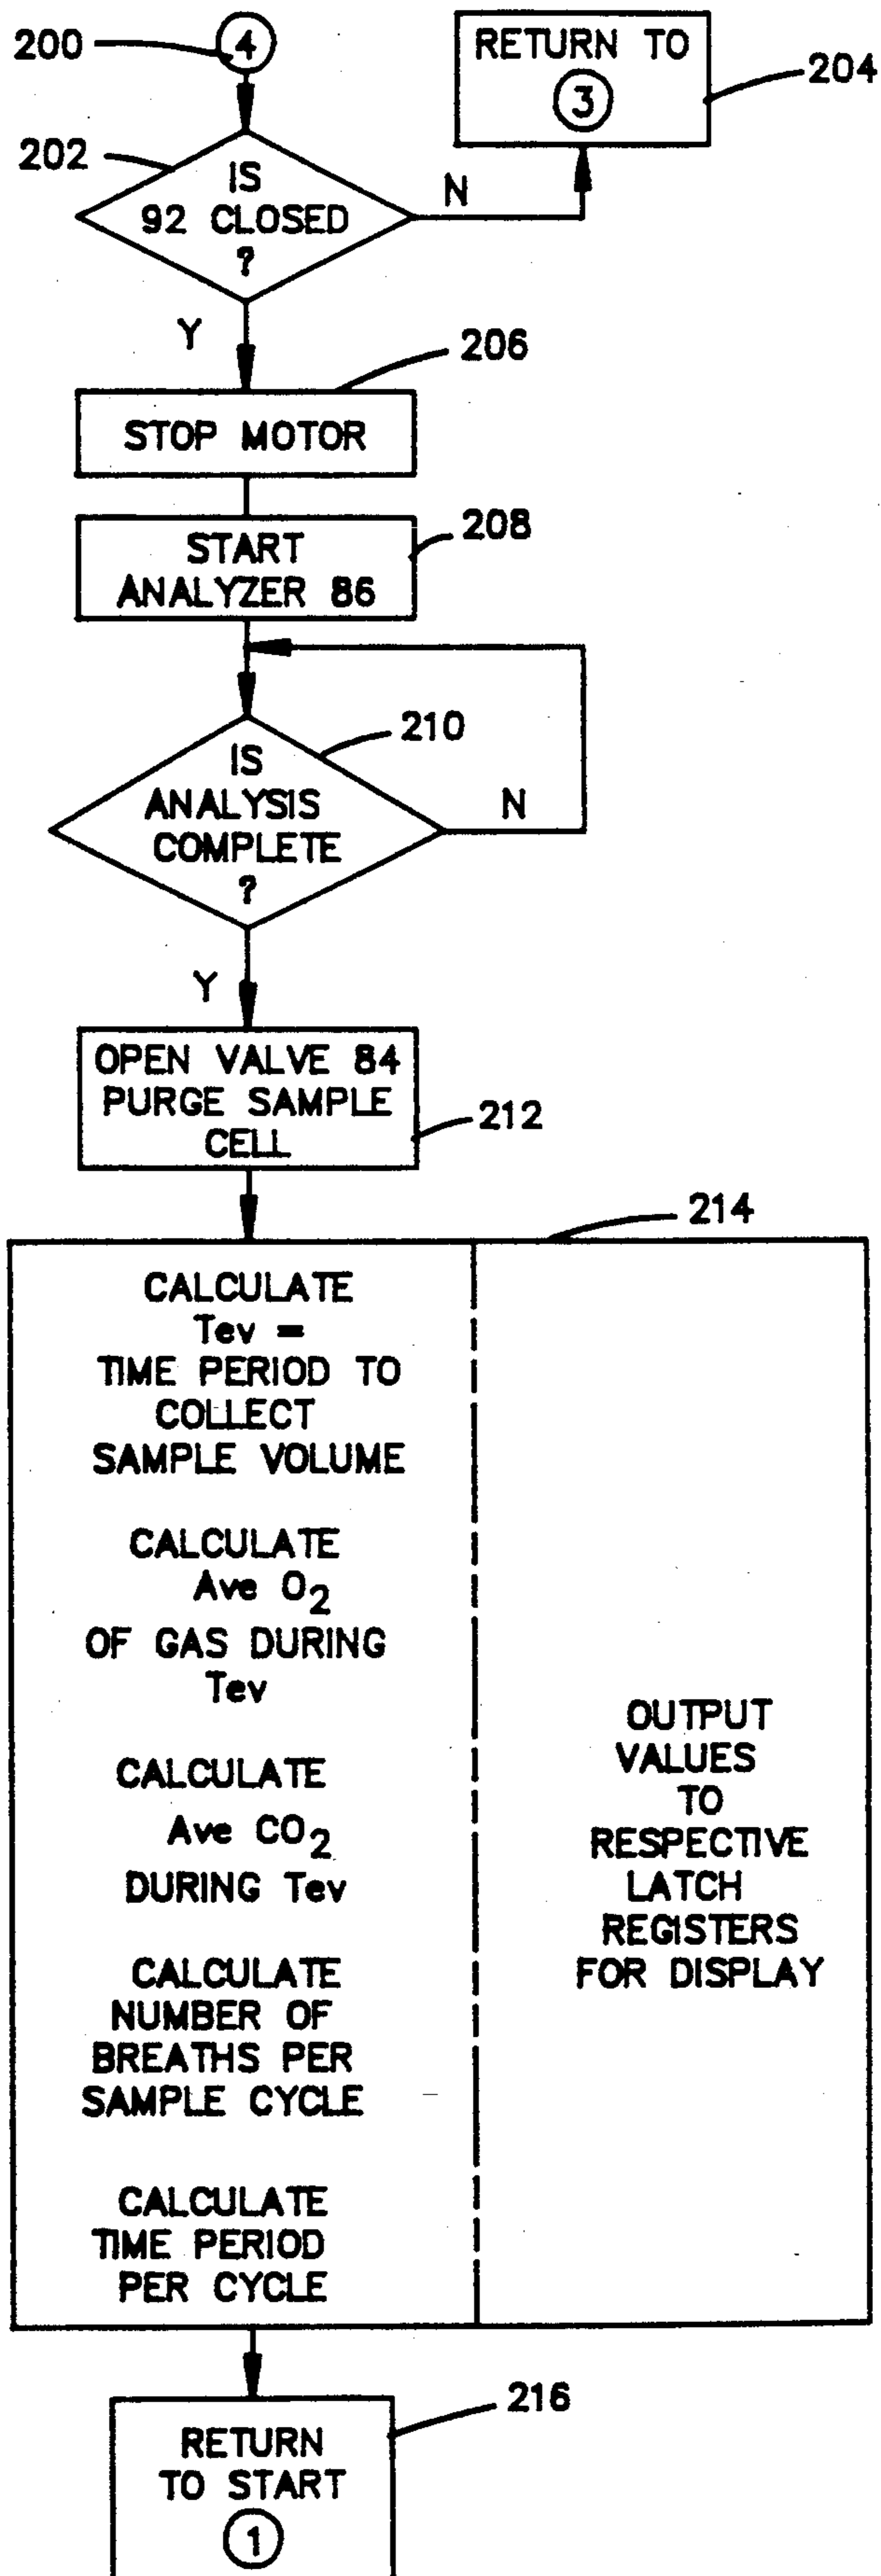 200
4
RETURN TO
3
204
202
IS
92 CLOSED
?
N
Y
206
STOP MOTOR
208
START
ANALYZER 86
210
IS
ANALYSIS
COMPLETE
?
N
Y
OPEN VALVE 84
PURGE SAMPLE
CELL
212
214
CALCULATE
Tev =
TIME PERIOD TO
COLLECT
SAMPLE VOLUME
CALCULATE
Ave O2
OF GAS DURING
Tev
CALCULATE
Ave CO2
DURING Tev
CALCULATE
NUMBER OF
BREATHS PER
SAMPLE CYCLE
CALCULATE
TIME PERIOD
PER CYCLE
OUTPUT
VALUES
TO
RESPECTIVE
LATCH
REGISTERS
FOR DISPLAY
216
RETURN
TO START
1